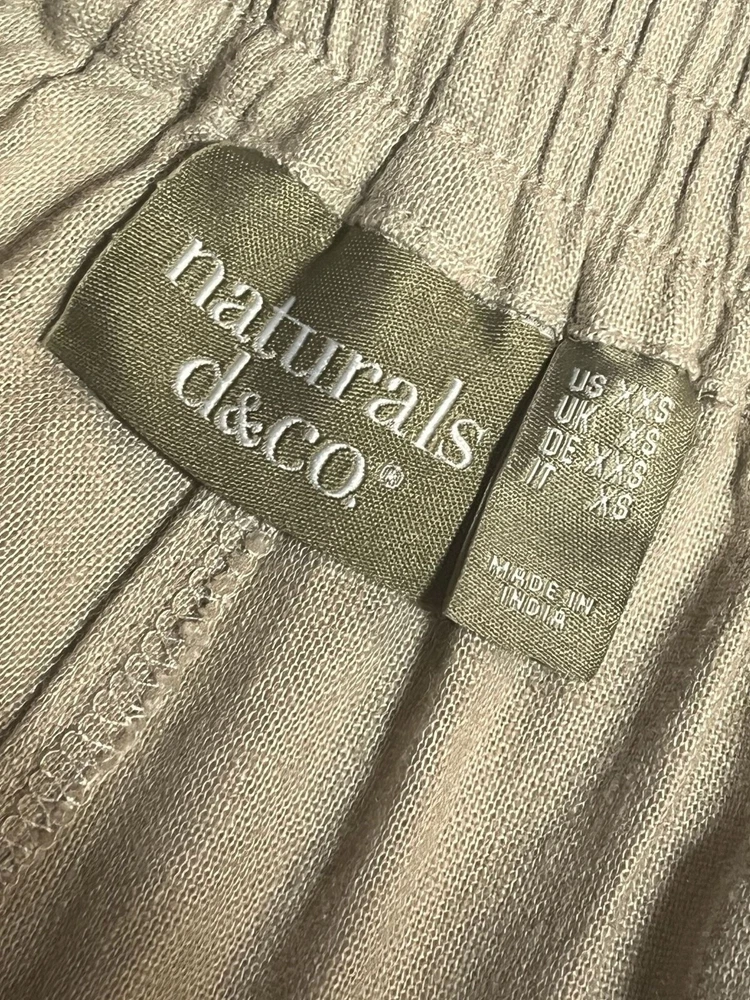 naturals
d&co.®
US XXS
UK XS
DE XXS
IT XS
MADE IN
INDIA